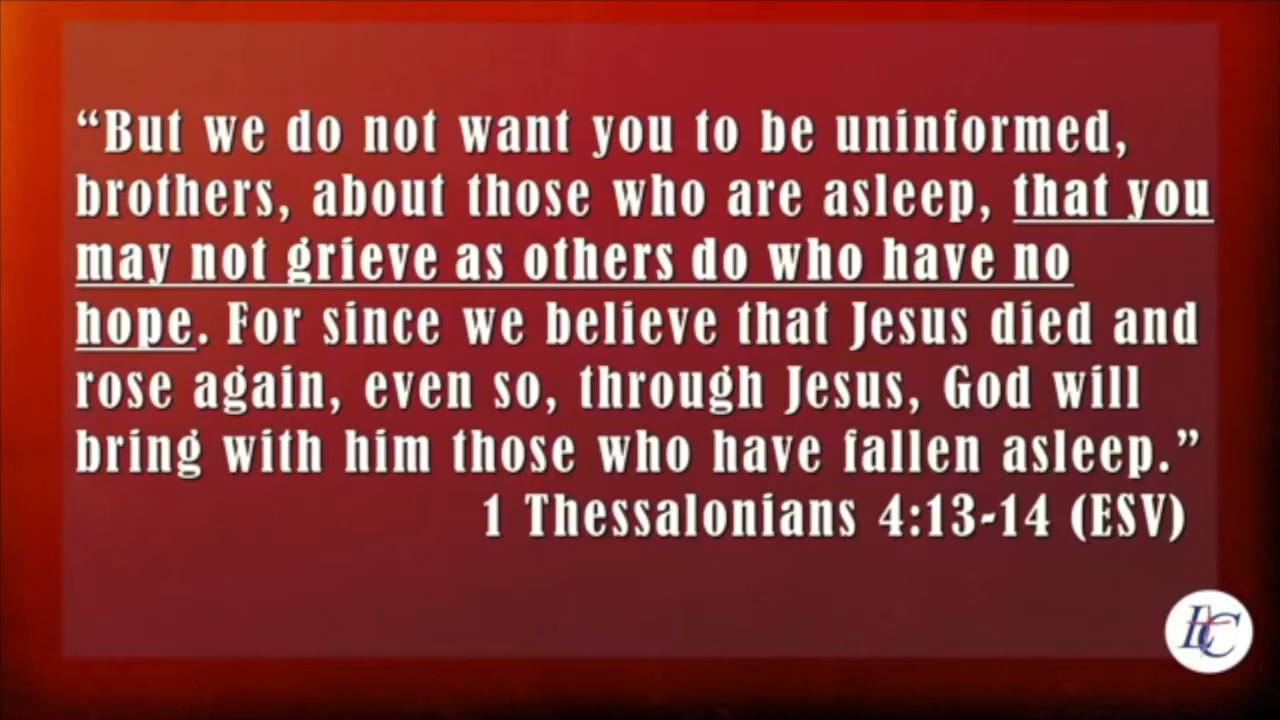 “But we do not want you to be uninformed,
brothers, about those who are asleep, that you
may not grieve as others do who have no
hope. For since we believe that Jesus died and
rose again, even so, through Jesus, God will
bring with him those who have fallen asleep.”
1 Thessalonians 4:13-14 (ESV)